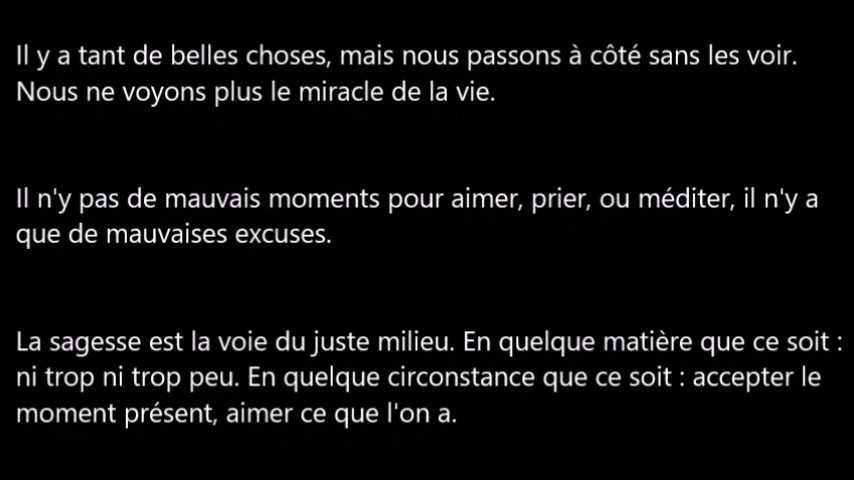 Il y a tant de belles choses, mais nous passons à côté sans les voir.
Nous ne voyons plus le miracle de la vie.
Il n'y pas de mauvais moments pour aimer, prier, ou méditer, il n'y a
que de mauvaises excuses.
La sagesse est la voie du juste milieu. En quelque matière que ce soit :
ni trop ni trop peu. En quelque circonstance que ce soit : accepter le
moment présent, aimer ce que l'on a.